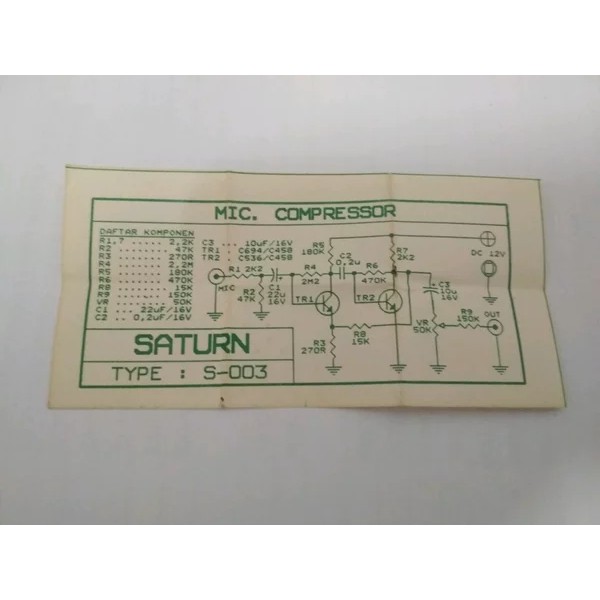 MIC. COMPRESSOR
DAFTAR KOMPONEN
R1,7 ..... 2,2K
R2 ....... 47K
R3 ...... 270R
R4 ...... 2,2M
R5 ...... 180K
R6 ...... 470K
R8 ....... 15K
R9 ...... 150K
VR ....... 50K
C1 .. 22uF/16V
C2 .. 0,2uF/16V
C3 ... 10uF/16V
TR1 : C694/C458
TR2 : C536/C458
MIC
R1 2K2
R2
47K
C1
22u
16V
R4
2M2
R5
180K
C2
0,2u
R6
470K
R7
2K2
TR1
TR2
R3
270R
R8
15K
C3
10u
16V
VR
50K
R9
150K
OUT
DC 12V
SATURN
TYPE : S-003